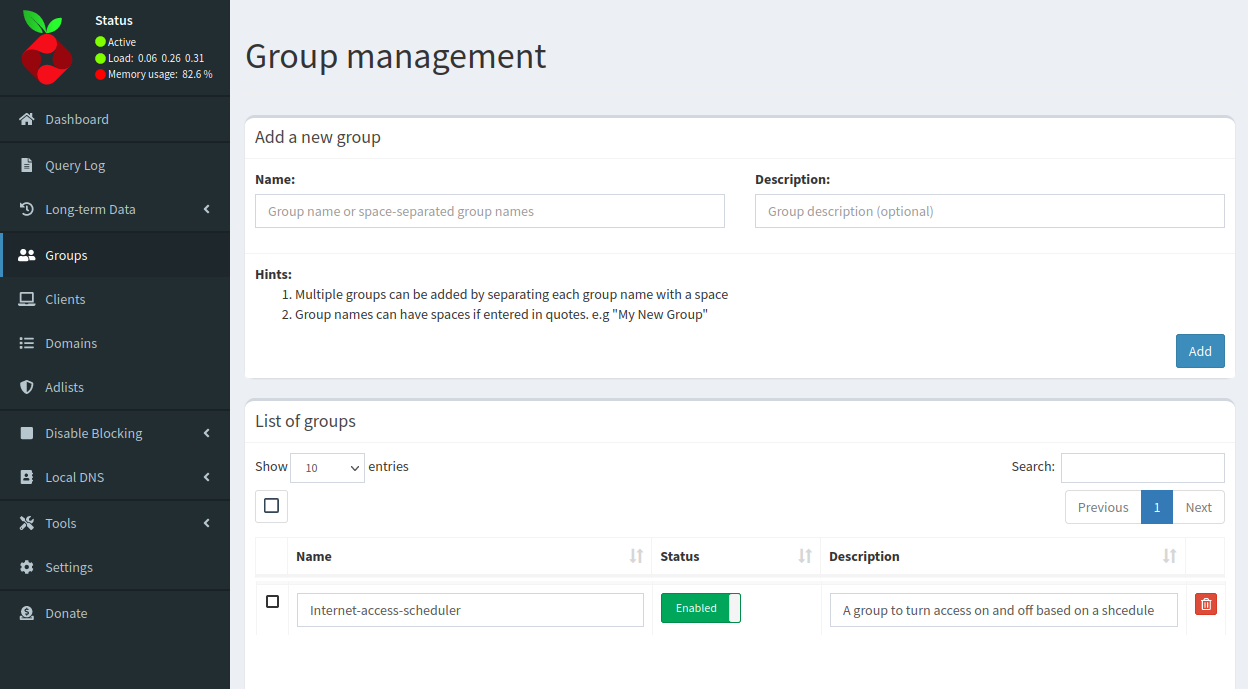 Status
Active
Load: 0.06 0.26 0.31
Memory usage: 82.6 %
Dashboard
Query Log
Long-term Data
Groups
Clients
Domains
Adlists
Disable Blocking
Local DNS
Tools
Settings
Donate
Group management
Add a new group
Name: Description:
Group name or space-separated group names Group description (optional)
Hints:
1. Multiple groups can be added by separating each group name with a space
2. Group names can have spaces if entered in quotes. e.g "My New Group"
Add
List of groups
Show 10 entries Search:
Previous 1 Next
Name Status Description
Internet-access-scheduler Enabled A group to turn access on and off based on a shcedule